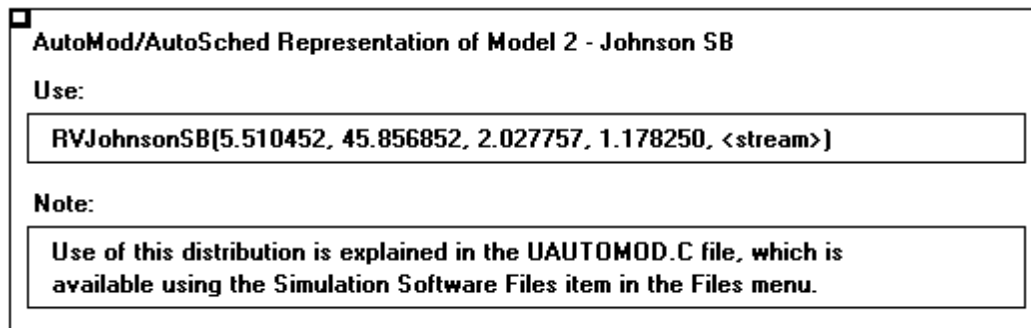 AutoMod/AutoSched Representation of Model 2 - Johnson SB
Use:
RVJohnsonSB(5.510452, 45.856852, 2.027757, 1.178250, <stream>)
Note:
Use of this distribution is explained in the UAUTOMOD.C file, which is
available using the Simulation Software Files item in the Files menu.